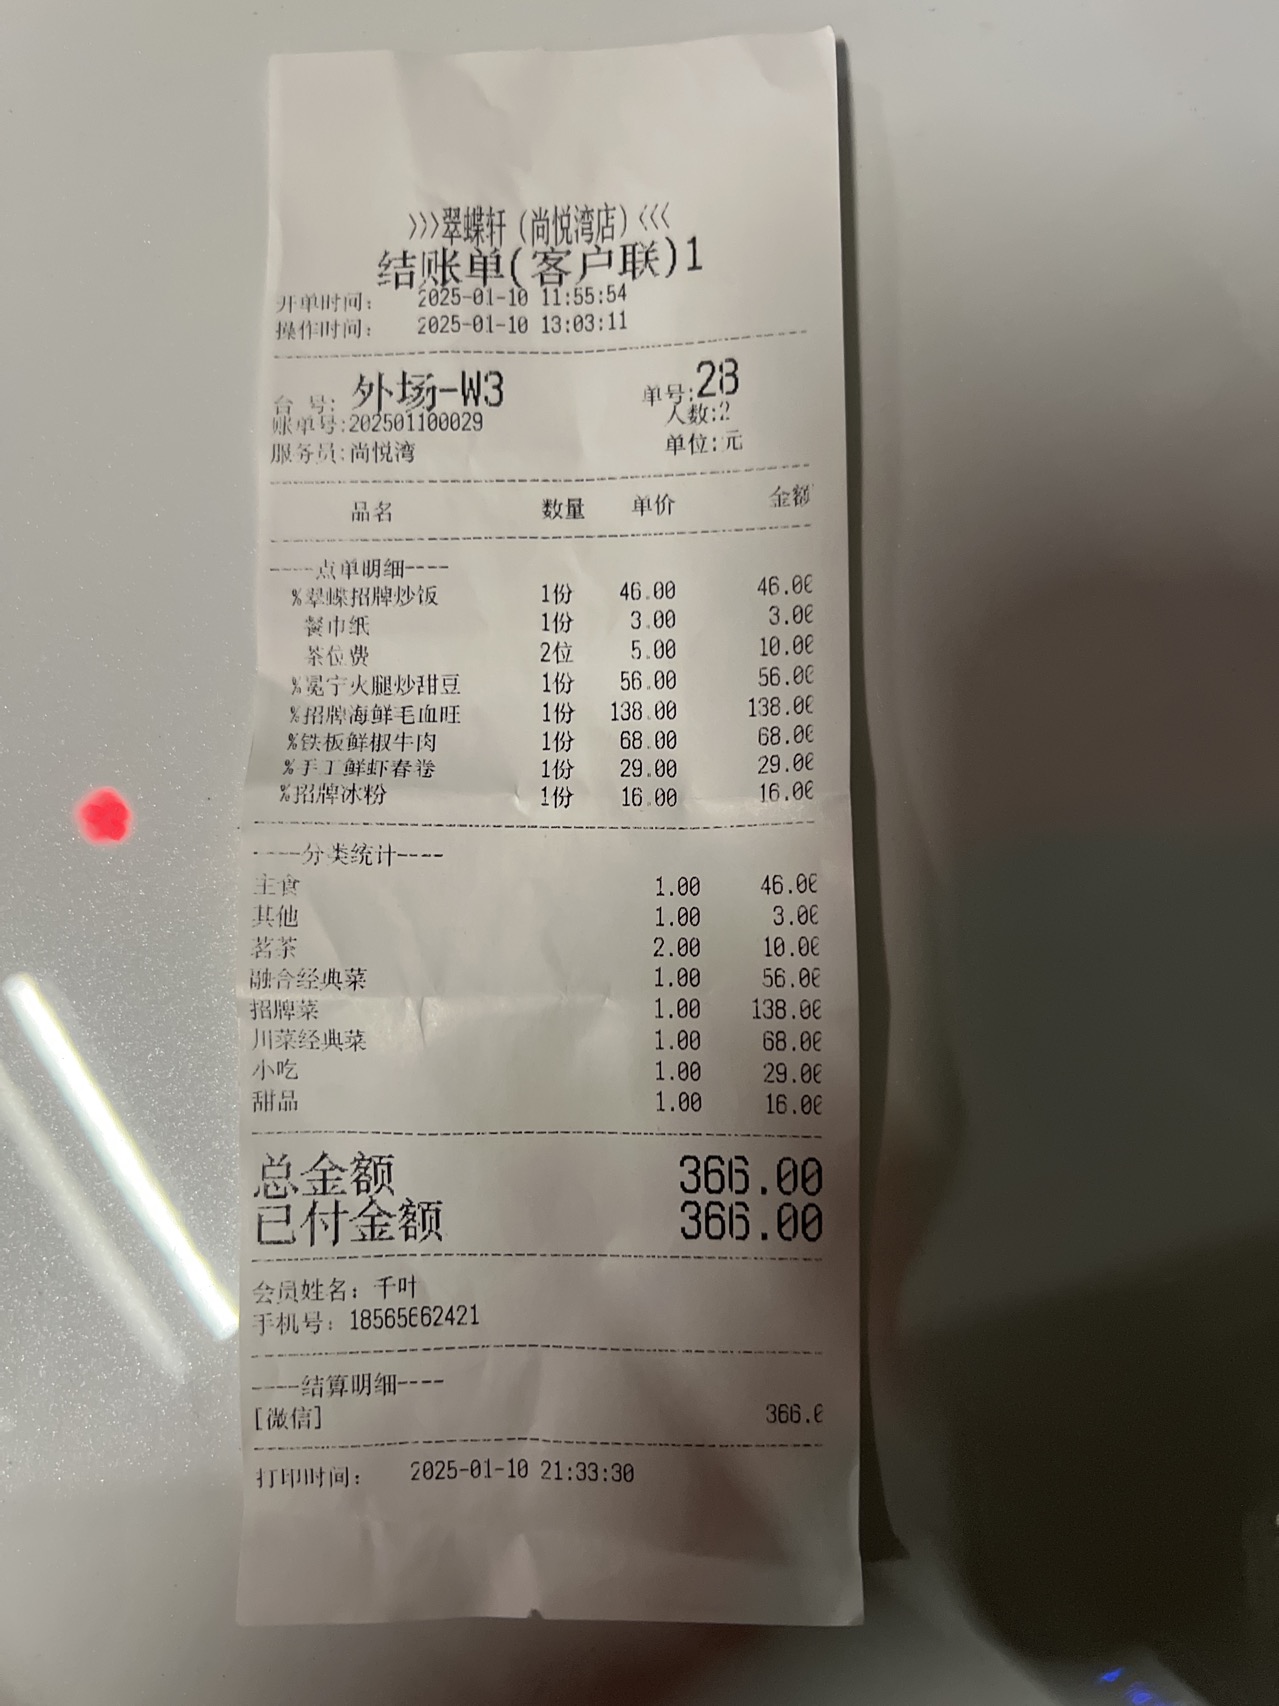 >>>翠蝶轩(尚悦湾店)<<<
结账单(客户联)1
开单时间: 2025-01-10 11:55:54
操作时间: 2025-01-10 13:03:11
台 号: 外场-W3 单号:28
账单号:202501100029 人数:2
服务员:尚悦湾 单位:元
品名 数量 单价 金额
----点单明细----
%翠蝶招牌炒饭 1份 46.00 46.00
餐巾纸 1份 3.00 3.00
茶位费 2位 5.00 10.00
%冕宁火腿炒甜豆 1份 56.00 56.00
%招牌海鲜毛血旺 1份 138.00 138.00
%铁板鲜椒牛肉 1份 68.00 68.00
%手工鲜虾春卷 1份 29.00 29.00
%招牌冰粉 1份 16.00 16.00
----分类统计----
主食 1.00 46.00
其他 1.00 3.00
茗茶 2.00 10.00
融合经典菜 1.00 56.00
招牌菜 1.00 138.00
川菜经典菜 1.00 68.00
小吃 1.00 29.00
甜品 1.00 16.00
总金额 366.00
已付金额 366.00
会员姓名: 千叶
手机号: 18565662421
----结算明细----
[微信] 366.0
打印时间: 2025-01-10 21:33:30